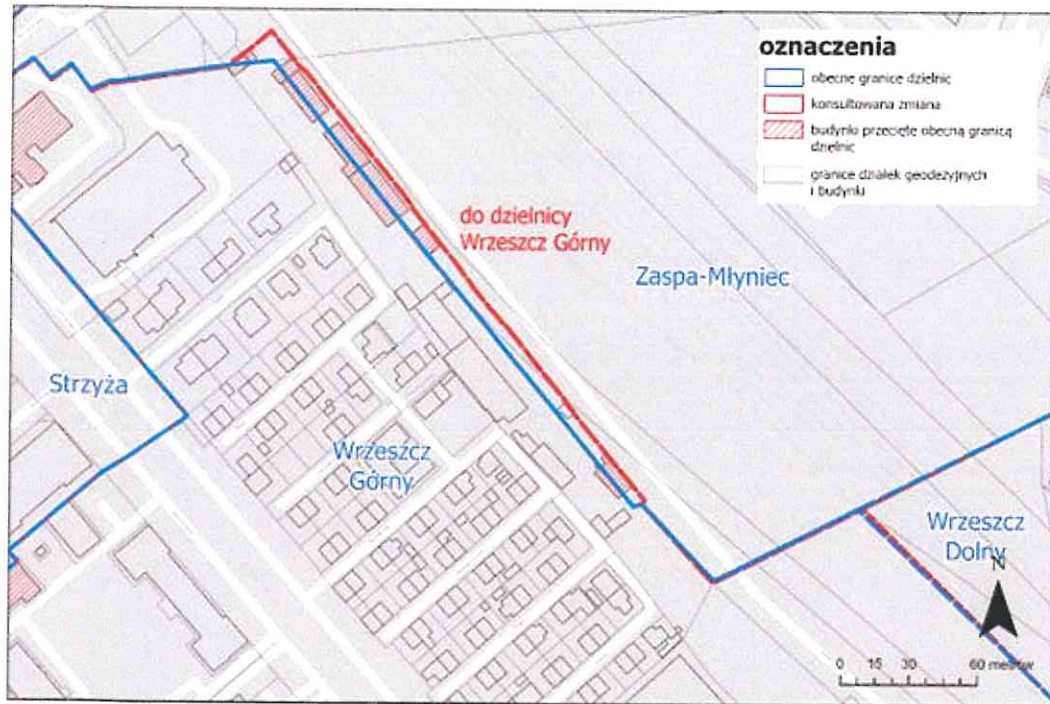 oznaczenia
obecne granice dzielnic
konsultowana zmiana
budynki przecięte obecną granicą
dzielnic
granice działek geodezyjnych
i budynki
do dzielnicy
Wrzeszcz Górny
Zaspa-Młyniec
Strzyża
Wrzeszcz
Górny
Wrzeszcz
Dolny
N
0 15 30 60 metrów